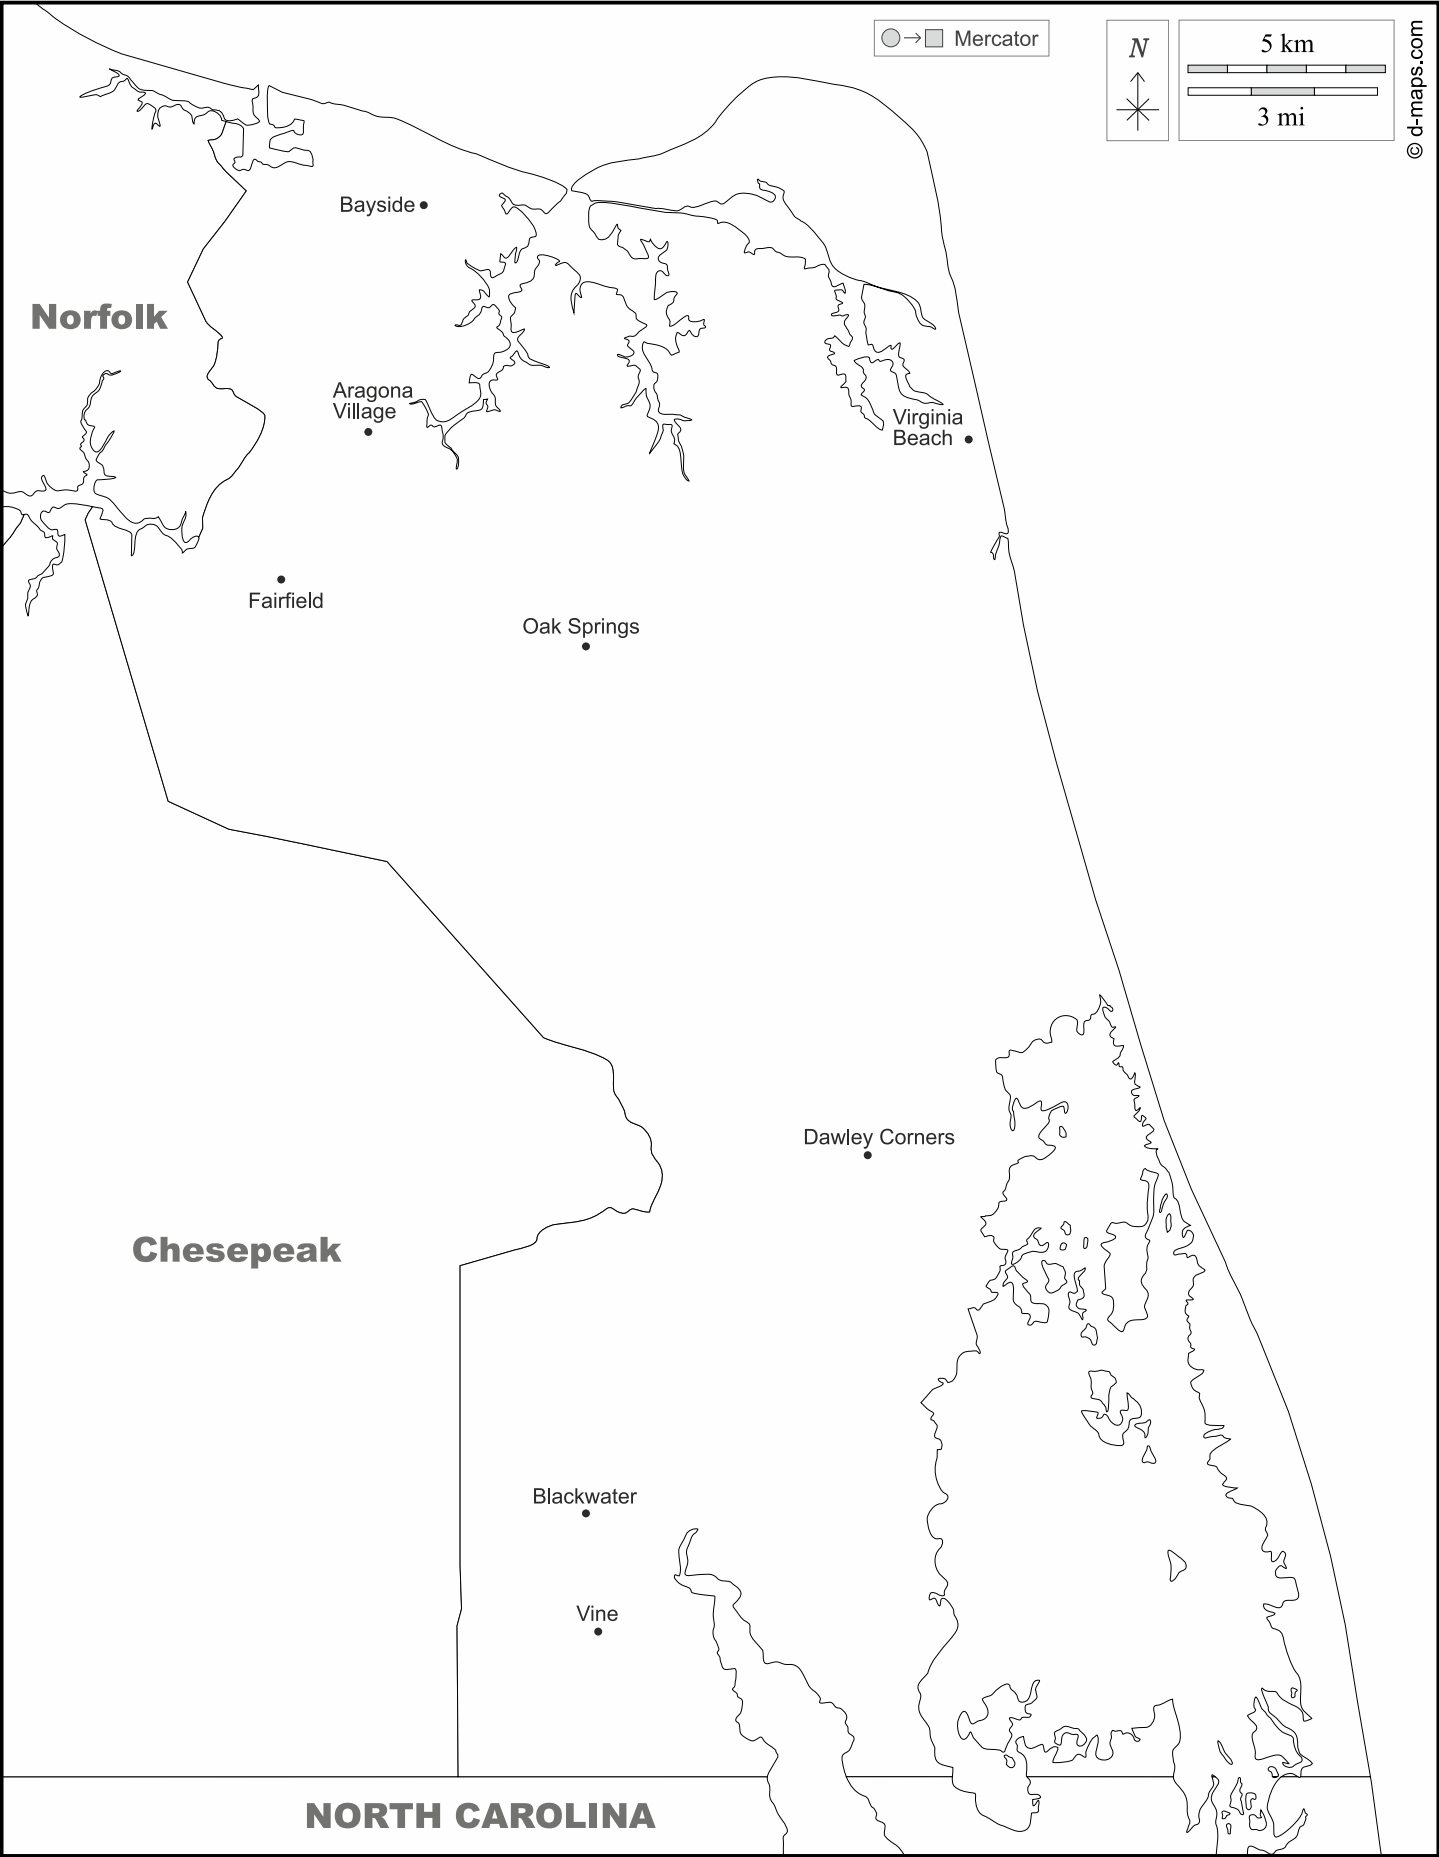 Mercator
N
5 km
3 mi
© d-maps.com
Bayside
Norfolk
Aragona
Village
Virginia
Beach
Fairfield
Oak Springs
Dawley Corners
Chesepeak
Blackwater
Vine
NORTH CAROLINA